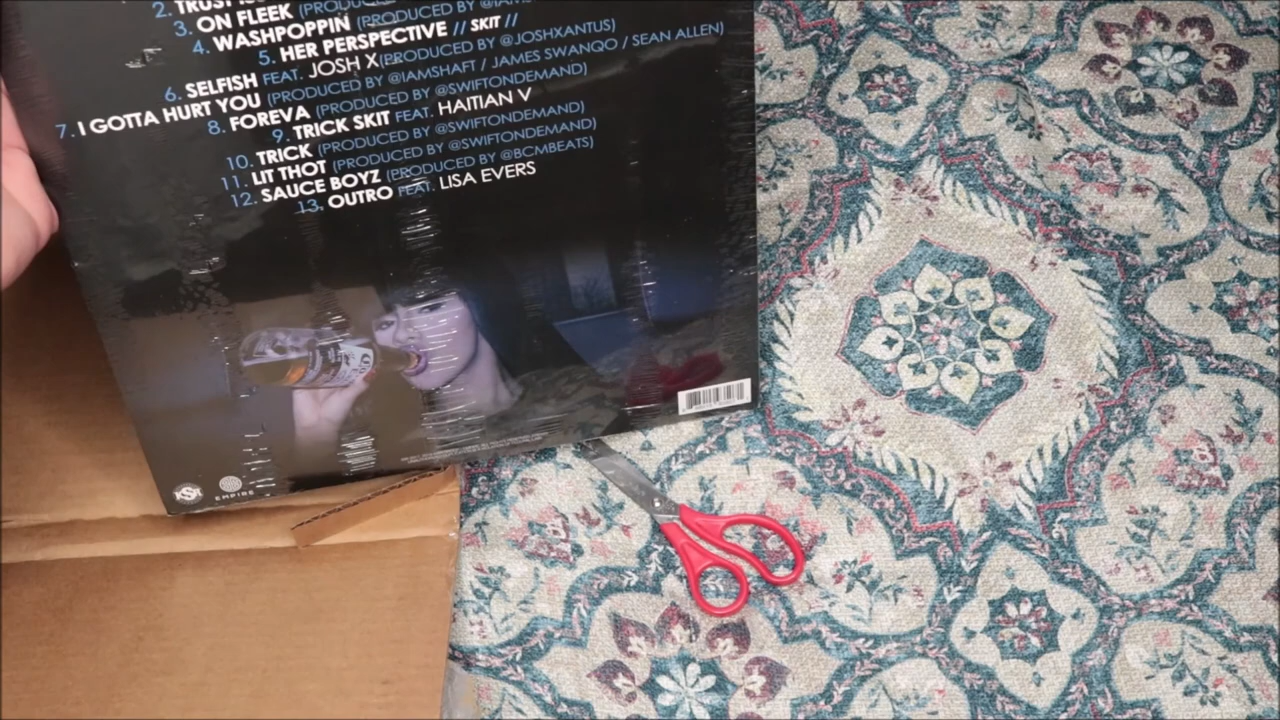 2. TRUST
3. ON FLEEK (PRODUCED
4. WASHPOPPIN (PRODUCED BY @IAMS
5. HER PERSPECTIVE // SKIT //
6. SELFISH FEAT. JOSH X(PRODUCED BY @JOSHXANTUS)
7. I GOTTA HURT YOU (PRODUCED BY @IAMSHAFT / JAMES SWANQO / SEAN ALLEN)
8. FOREVA (PRODUCED BY @SWIFTONDEMAND)
9. TRICK SKIT FEAT. HAITIAN V
10. TRICK (PRODUCED BY @SWIFTONDEMAND)
11. LIT THOT (PRODUCED BY @SWIFTONDEMAND)
12. SAUCE BOYZ (PRODUCED BY @BCMBEATS)
13. OUTRO FEAT. LISA EVERS
KSR
EMPIRE